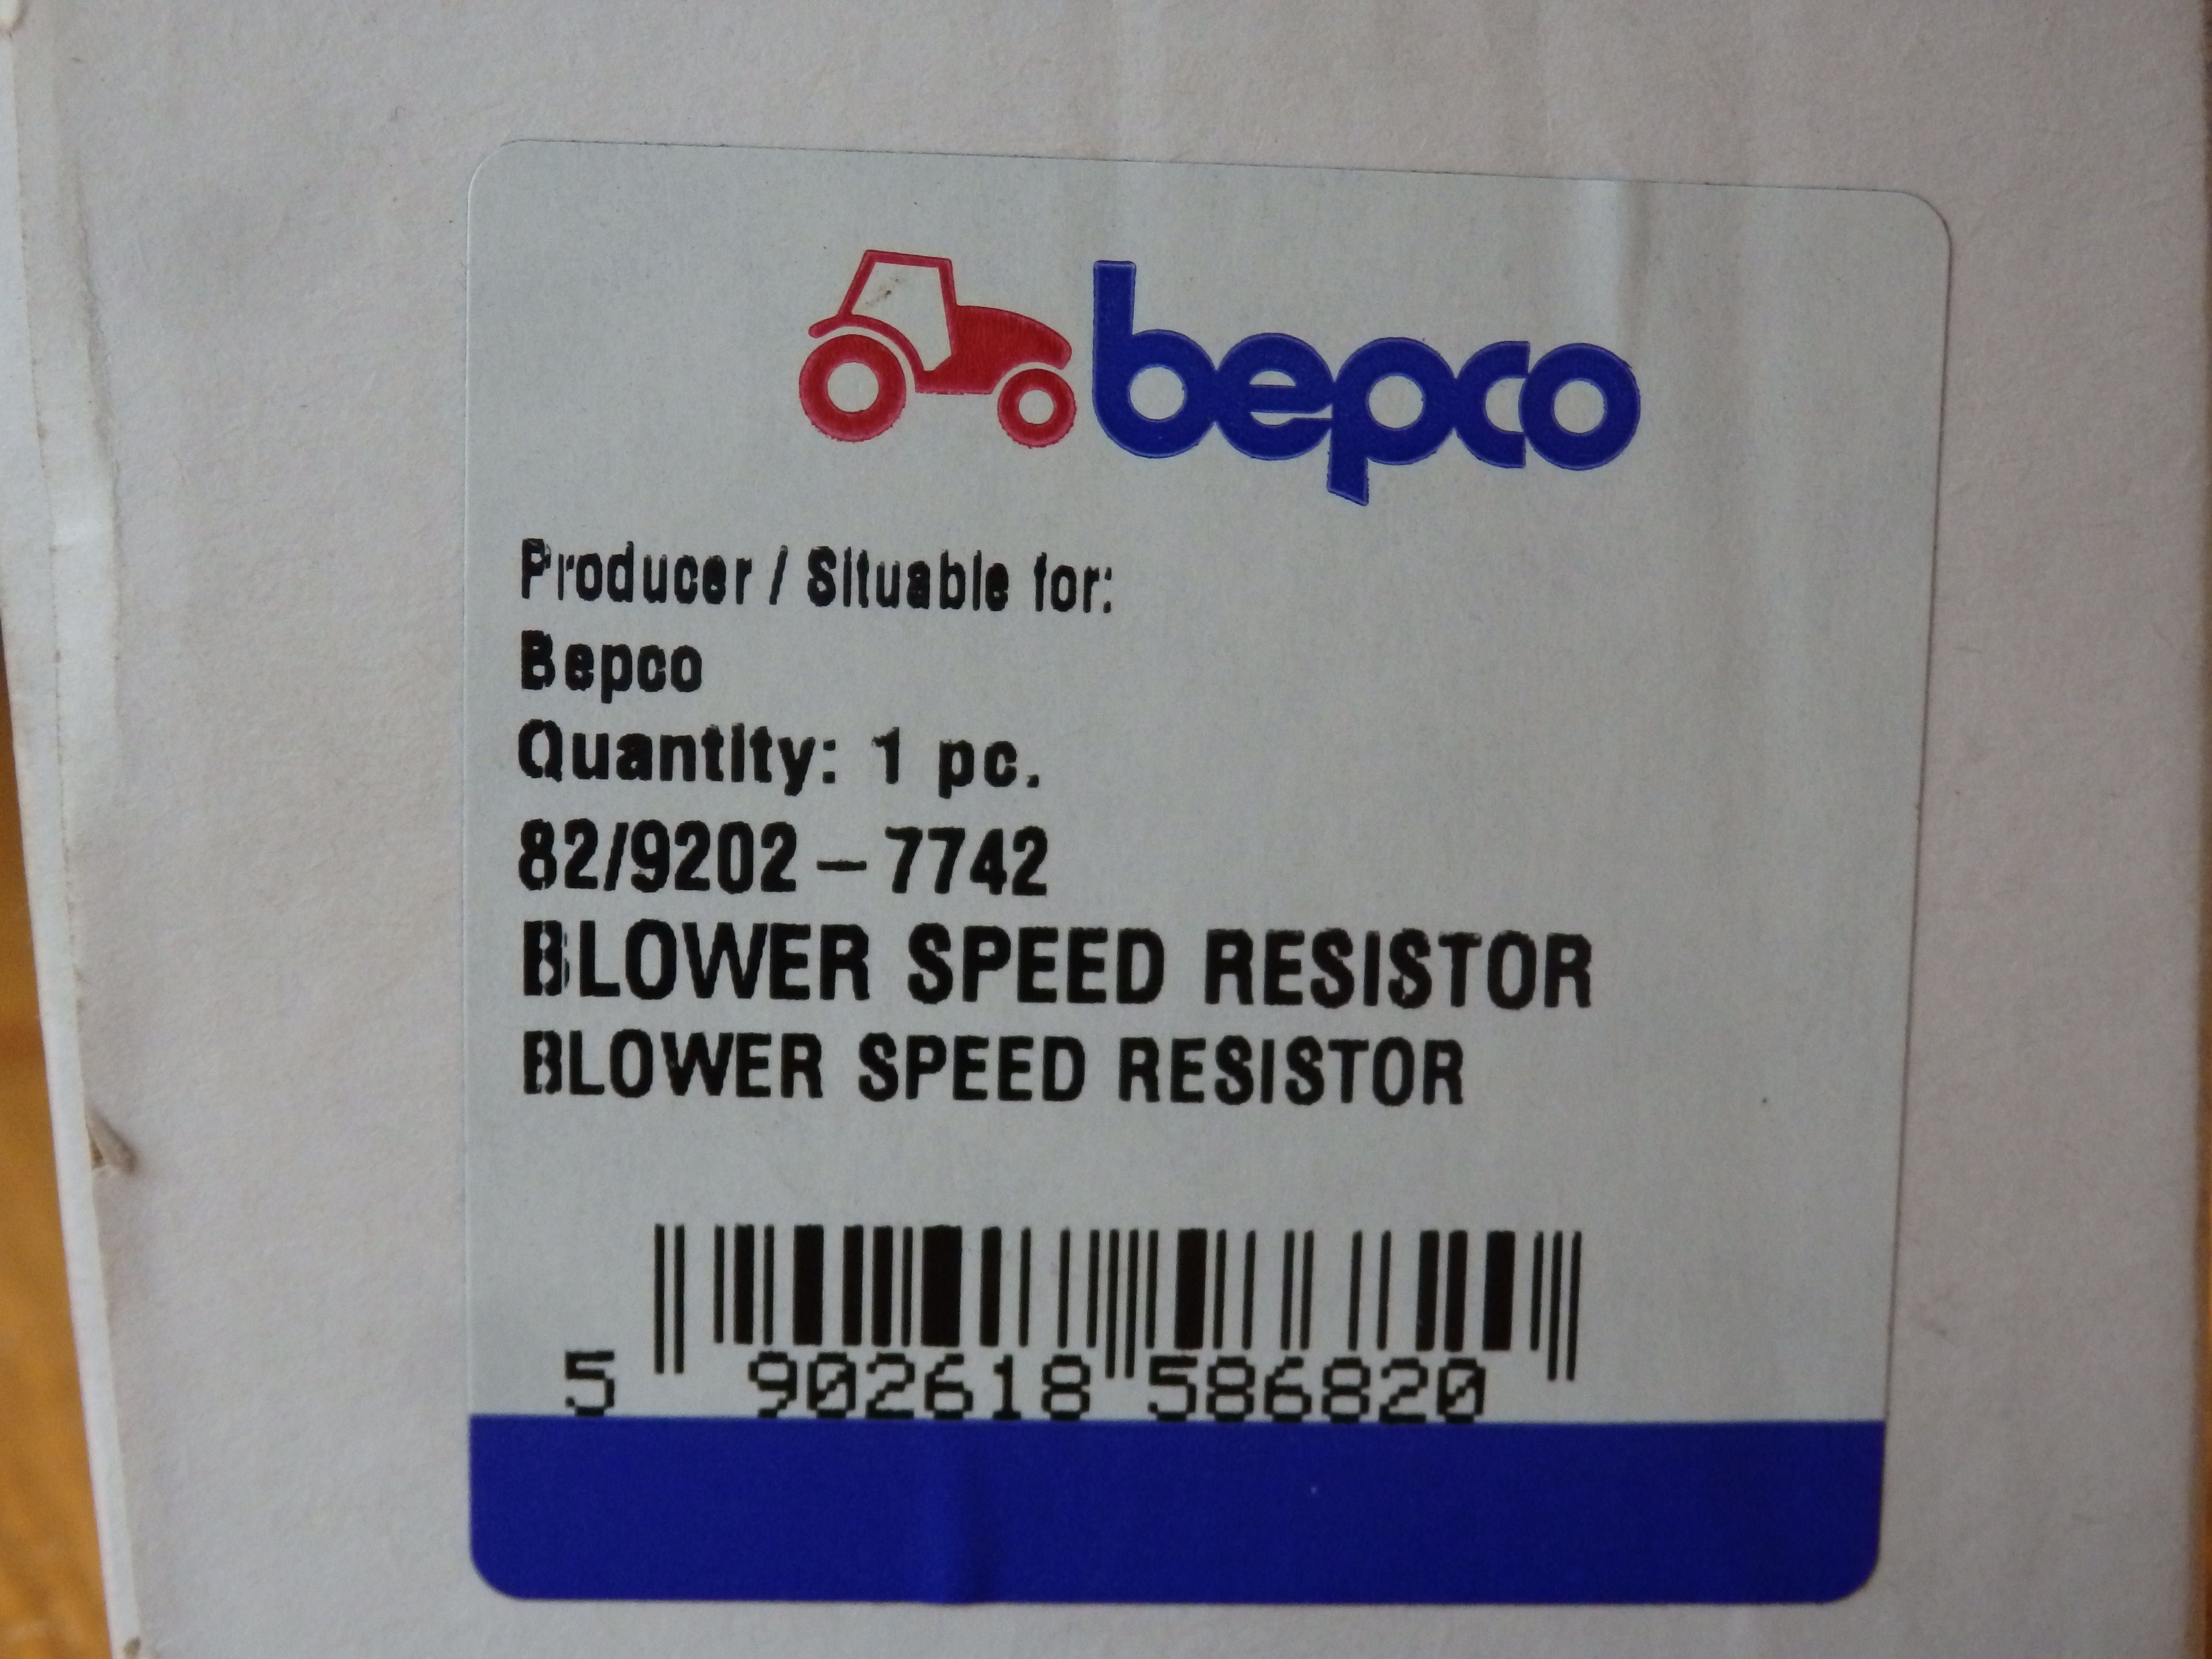 bepco
Producer / Situable for:
Bepco
Quantity: 1 pc.
82/9202-7742
BLOWER SPEED RESISTOR
BLOWER SPEED RESISTOR
5 902618 586820